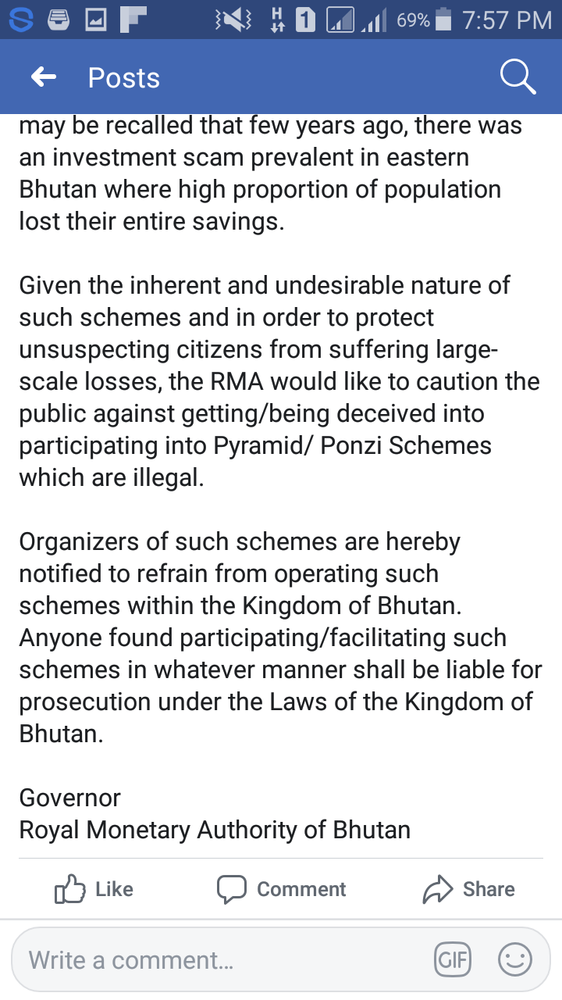 69% 7:57 PM
Posts
may be recalled that few years ago, there was
an investment scam prevalent in eastern
Bhutan where high proportion of population
lost their entire savings.
Given the inherent and undesirable nature of
such schemes and in order to protect
unsuspecting citizens from suffering large-
scale losses, the RMA would like to caution the
public against getting/being deceived into
participating into Pyramid/ Ponzi Schemes
which are illegal.
Organizers of such schemes are hereby
notified to refrain from operating such
schemes within the Kingdom of Bhutan.
Anyone found participating/facilitating such
schemes in whatever manner shall be liable for
prosecution under the Laws of the Kingdom of
Bhutan.
Governor
Royal Monetary Authority of Bhutan
Like Comment Share
Write a comment... GIF